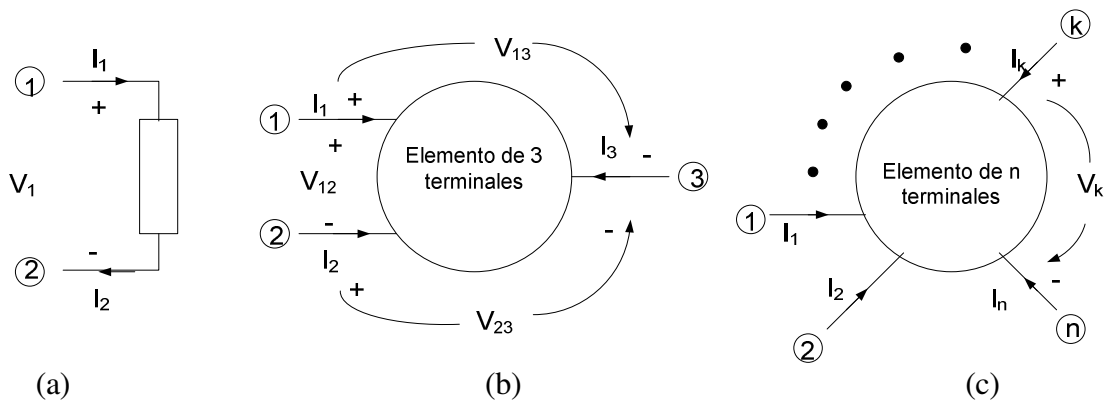 1
I₁
+
V₁
-
2
I₂
(a)
V₁₃
1
I₁
+
+
V₁₂
-
2
I₂
+
Elemento de 3
terminales
I₃
-
3
-
V₂₃
(b)
k
Iₖ
+
Elemento de n
terminales
Vₖ
1
I₁
I₂
2
Iₙ
-
n
(c)